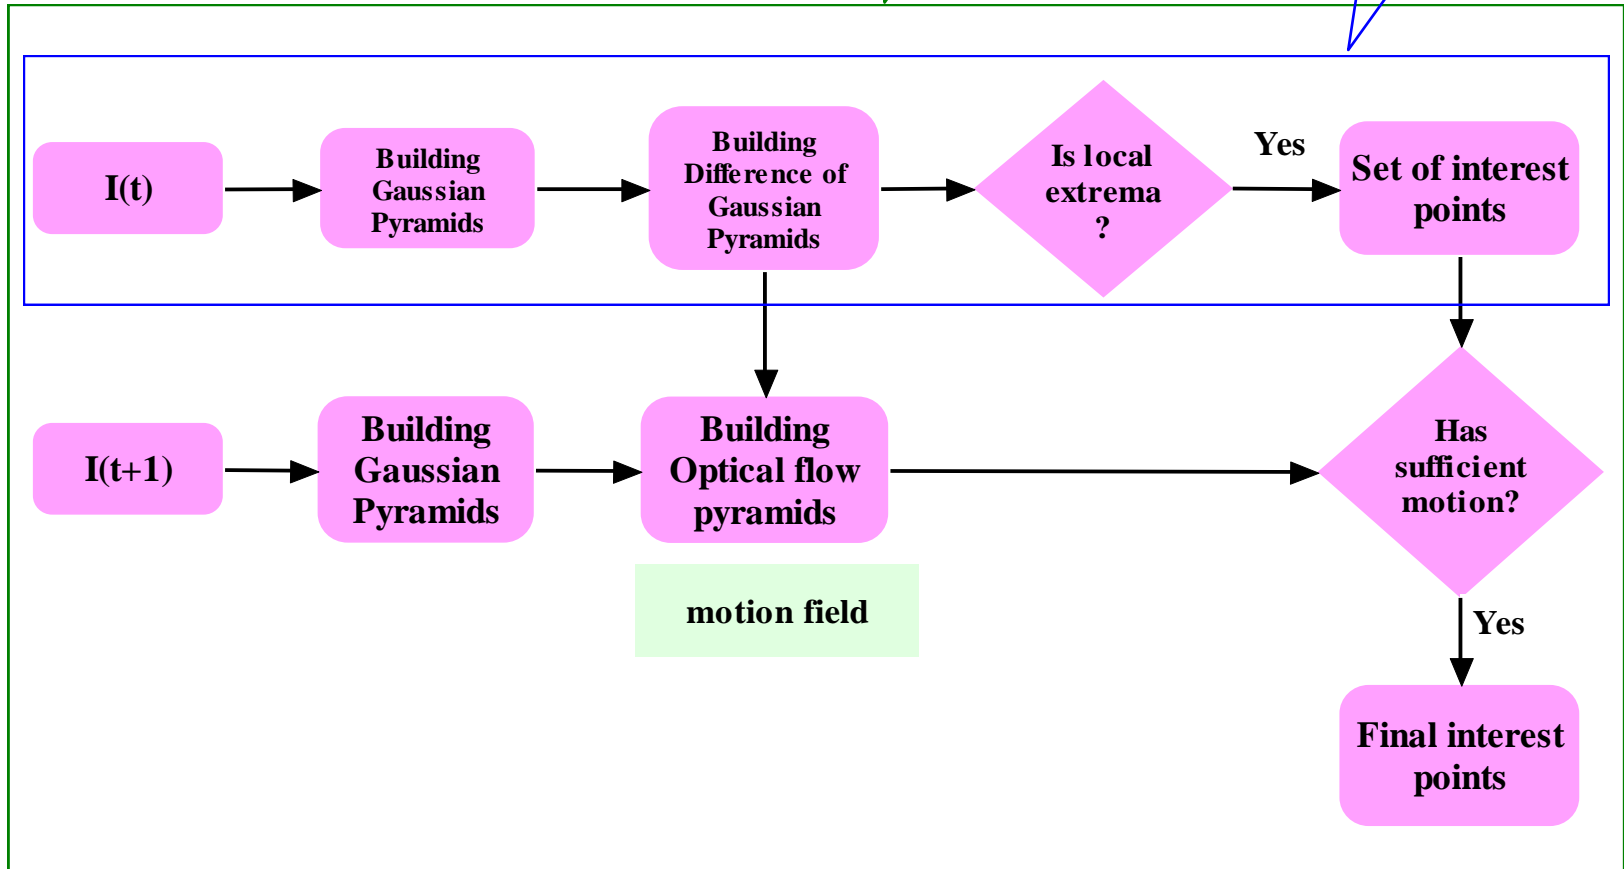 I(t)
Building
Gaussian
Pyramids
Building
Difference of
Gaussian
Pyramids
Is local
extrema
?
Yes
Set of interest
points
I(t+1)
Building
Gaussian
Pyramids
Building
Optical flow
pyramids
Has
sufficient
motion?
motion field
Yes
Final interest
points